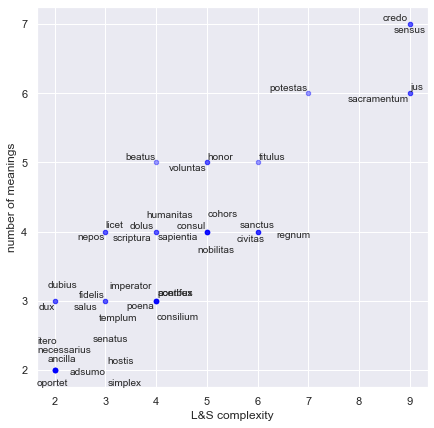 7
credo
sensus
6
potestas
jus
sacramentum
number of meanings
5
beatus
honor
voluntas
titulus
4
humanitas
cohors
licet
dolus
consul
sanctus
nepos
scriptura
sapientia
civitas
regnum
nobilitas
3
dubius
imperator
fidelis
pontifex
dux
salus
poena
templum
consilium
2
itero
senatus
necessarius
ancilla
hostis
adsumo
oportet
simplex
2 3 4 5 6 7 8 9
L&S complexity